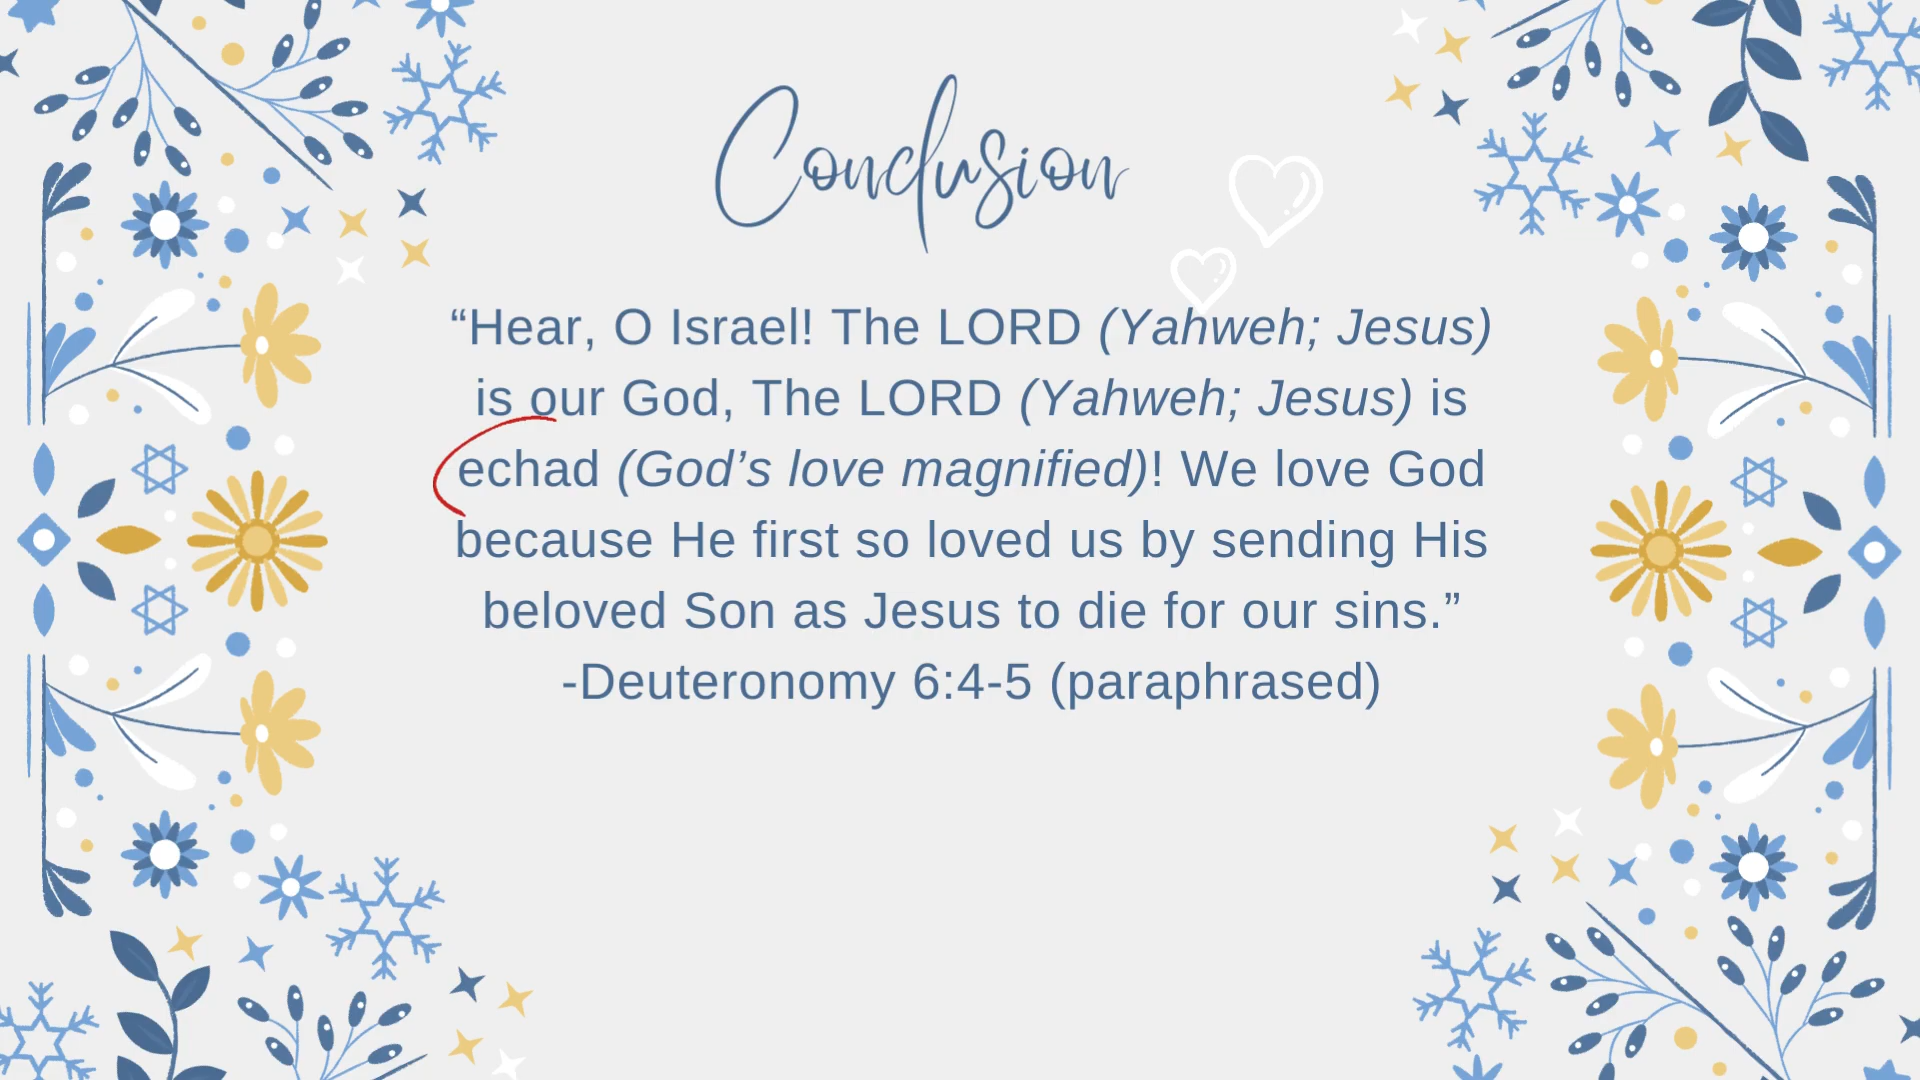 Conclusion
“Hear, O Israel! The LORD (Yahweh; Jesus)
is our God, The LORD (Yahweh; Jesus) is
echad (God’s love magnified)! We love God
because He first so loved us by sending His
beloved Son as Jesus to die for our sins.”
-Deuteronomy 6:4-5 (paraphrased)